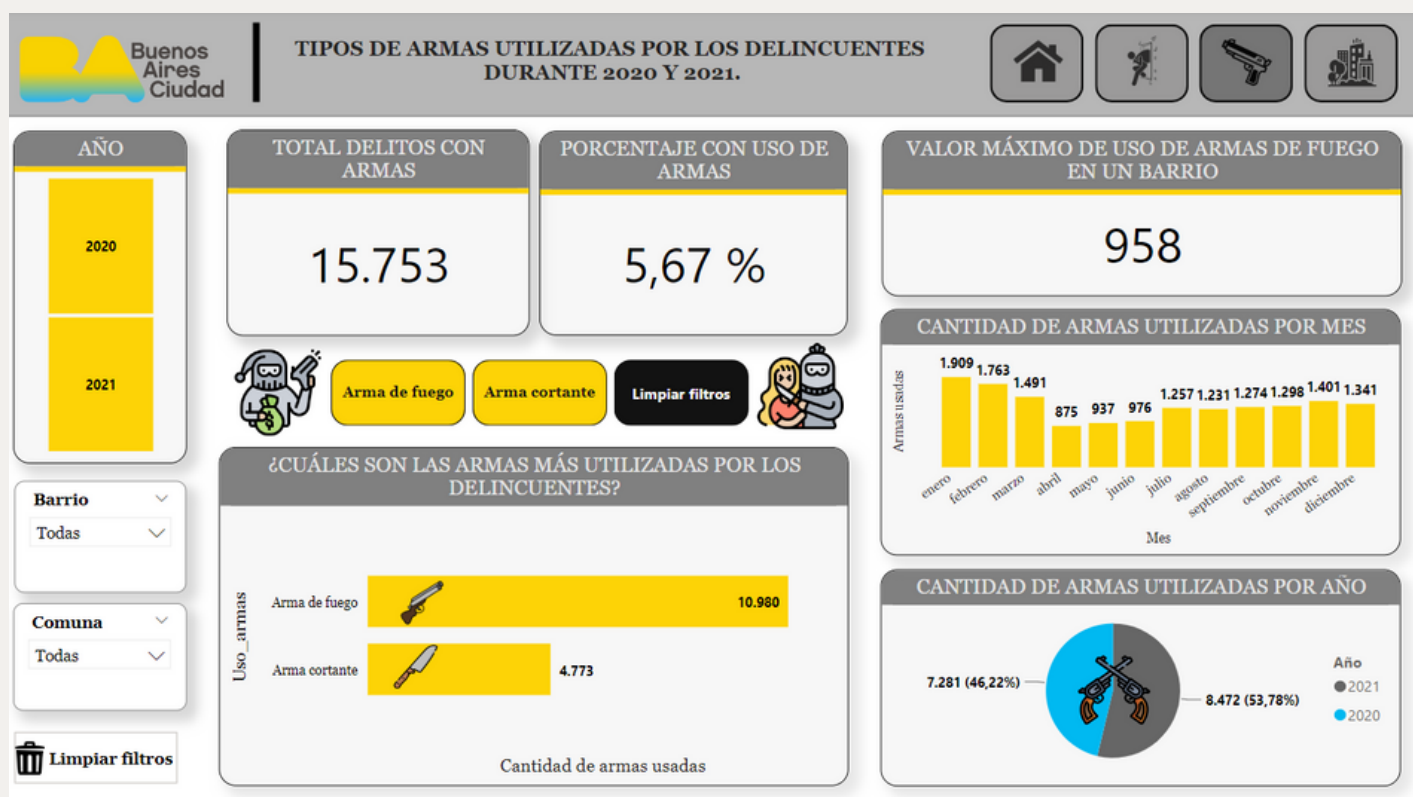 Buenos
Aires
Ciudad
TIPOS DE ARMAS UTILIZADAS POR LOS DELINCUENTES
DURANTE 2020 Y 2021.
AÑO
2020
2021
Barrio
Todas
Comuna
Todas
Limpiar filtros
TOTAL DELITOS CON
ARMAS
15.753
PORCENTAJE CON USO DE
ARMAS
5,67 %
Arma de fuego
Arma cortante
Limpiar filtros
¿CUÁLES SON LAS ARMAS MÁS UTILIZADAS POR LOS
DELINCUENTES?
Uso_armas
Arma de fuego
10.980
Arma cortante
4.773
Cantidad de armas usadas
VALOR MÁXIMO DE USO DE ARMAS DE FUEGO
EN UN BARRIO
958
CANTIDAD DE ARMAS UTILIZADAS POR MES
Armas usadas
1.909 1.763 1.491 875 937 976 1.257 1.231 1.274 1.298 1.401 1.341
enero febrero marzo abril mayo junio julio agosto septiembre octubre noviembre diciembre
Mes
CANTIDAD DE ARMAS UTILIZADAS POR AÑO
7.281 (46,22%)
8.472 (53,78%)
Año
2021
2020